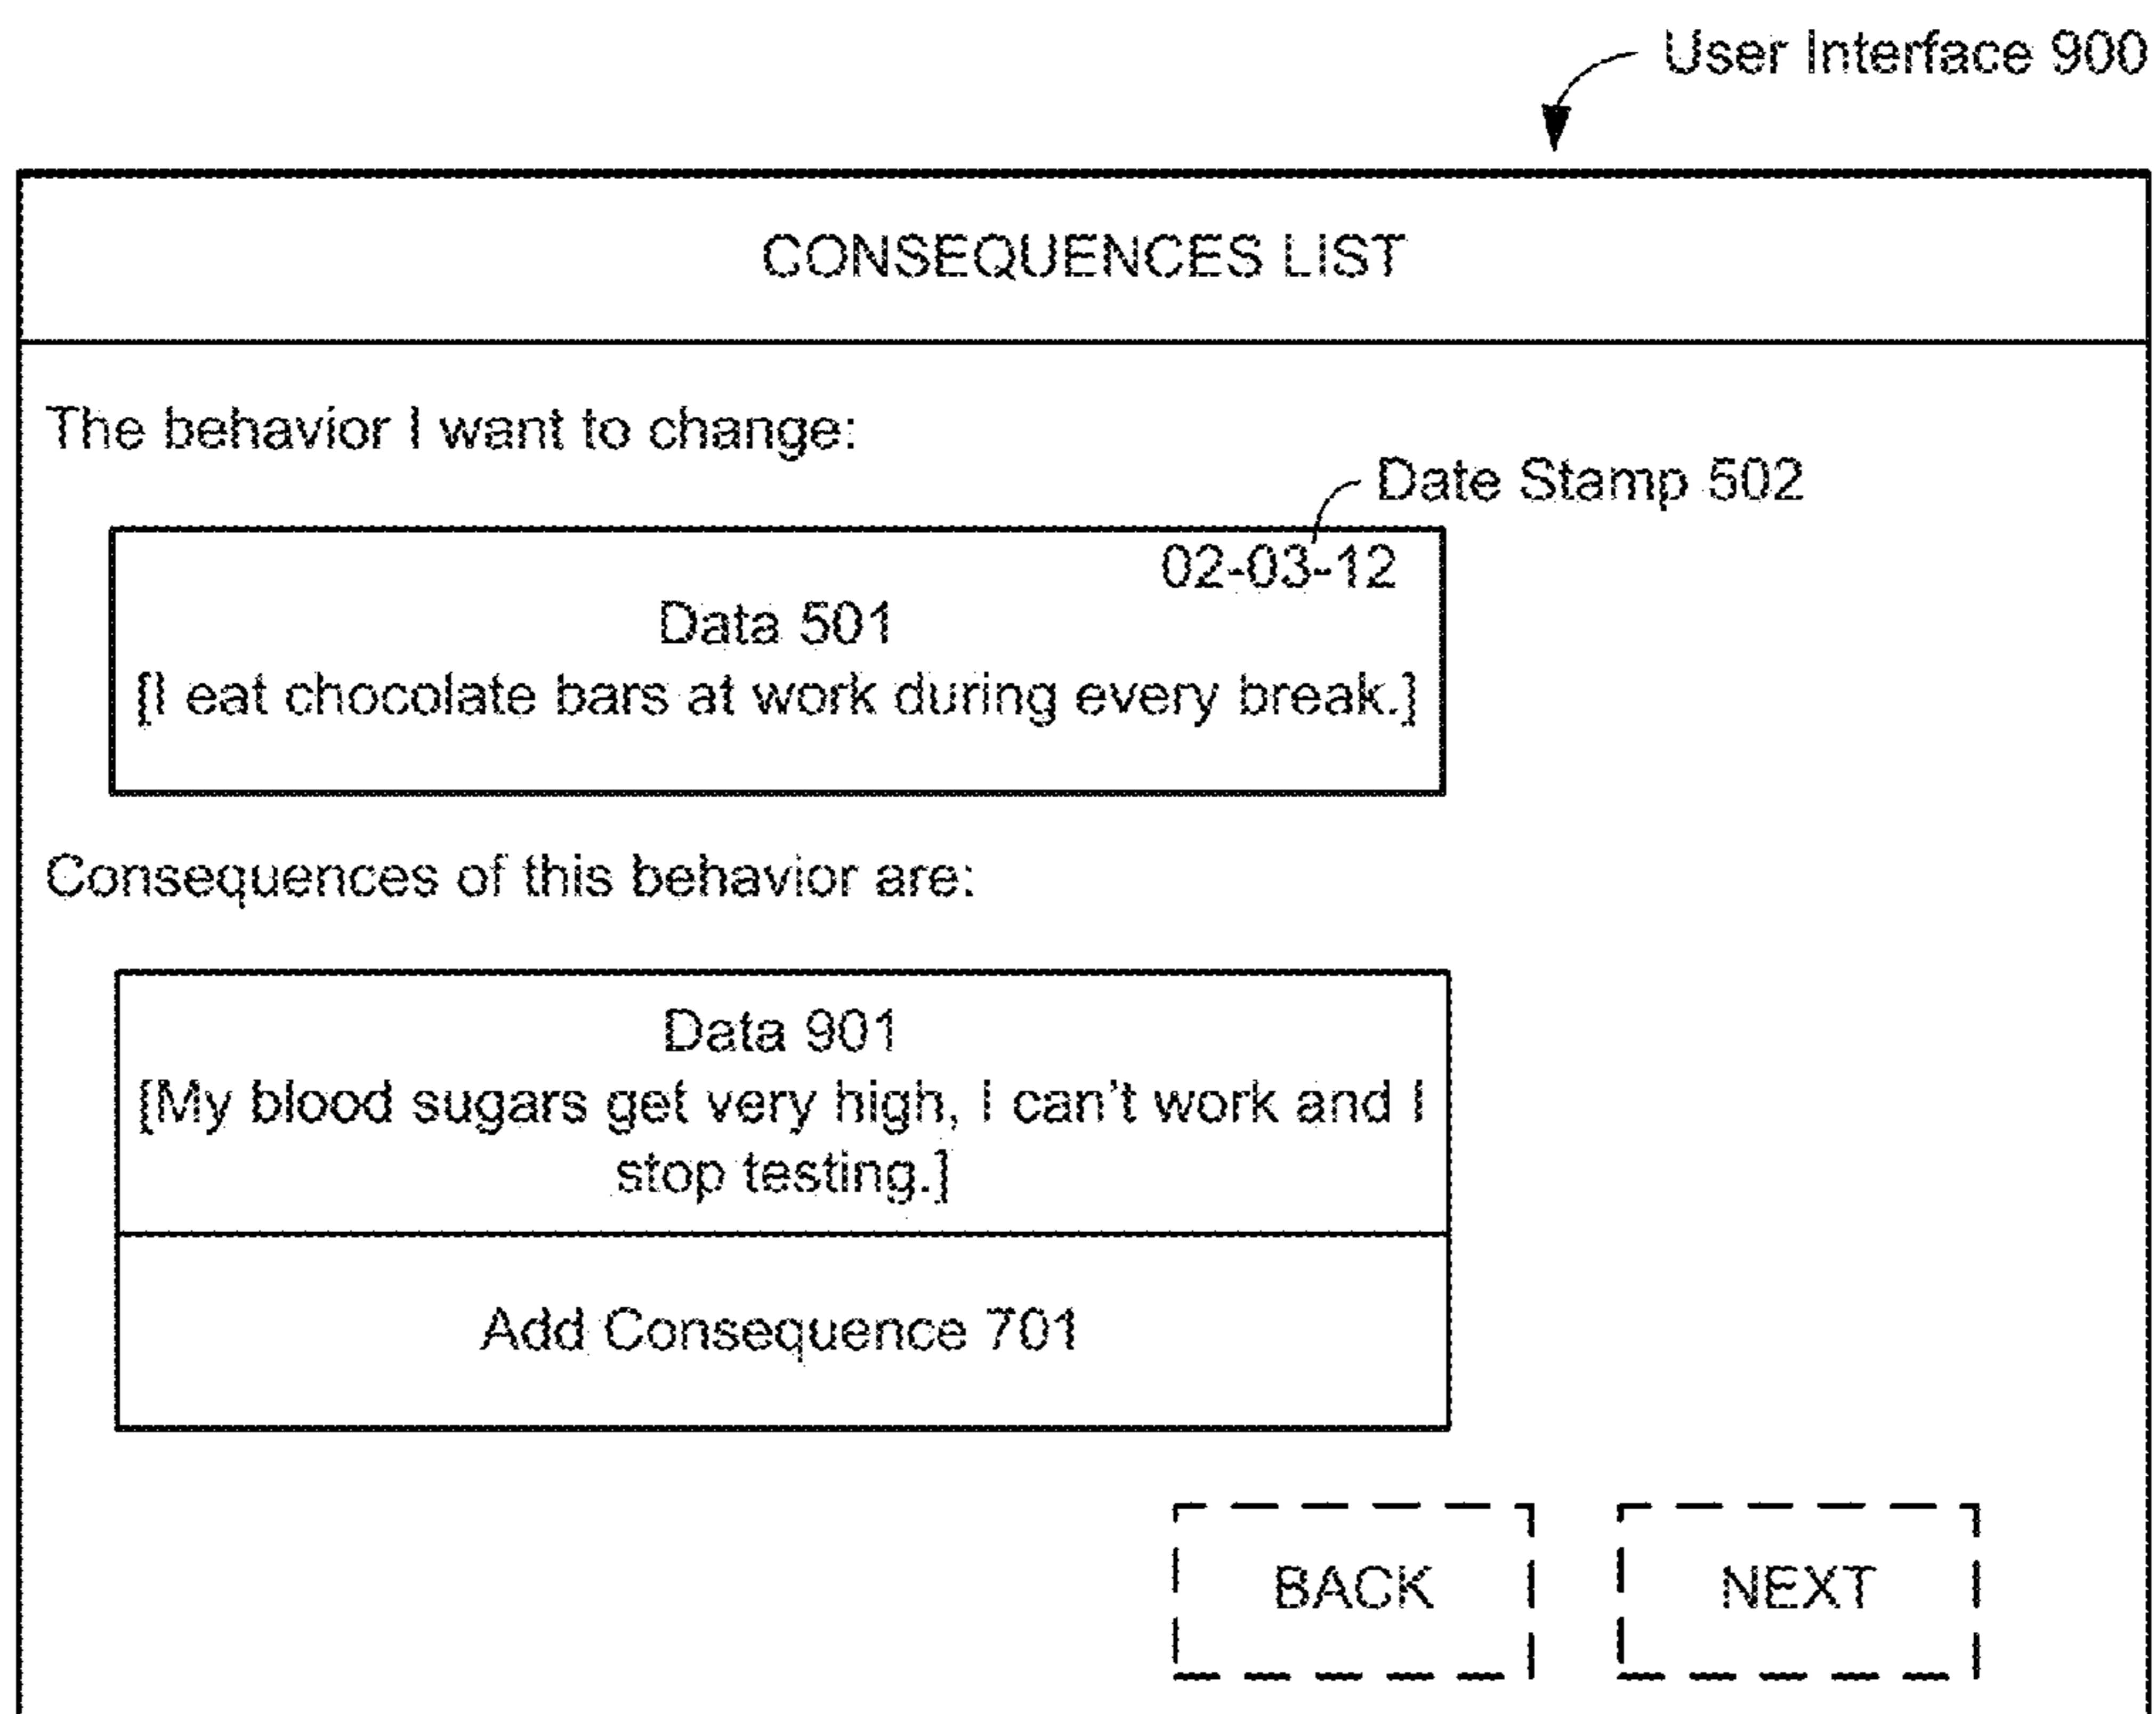 User Interface 900
CONSEQUENCES LIST
The behavior I want to change:
Date Stamp 502
02-03-12
Data 501
[I eat chocolate bars at work during every break.]
Consequences of this behavior are:
Data 901
[My blood sugars get very high, I can't work and I
stop testing.]
Add Consequence 701
BACK
NEXT